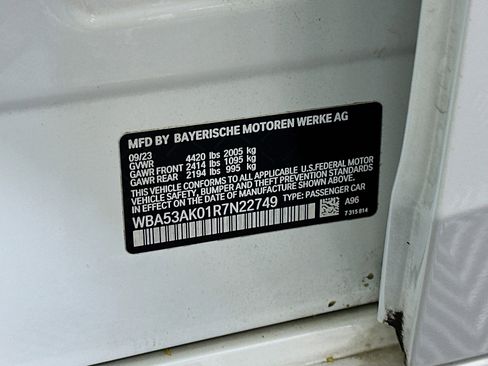 MFD BY BAYERISCHE MOTOREN WERKE AG
09/23
GVWR 4420 lbs 2005 kg
GAWR FRONT 2414 lbs 1095 kg
GAWR REAR 2194 lbs 995 kg
THIS VEHICLE CONFORMS TO ALL APPLICABLE U.S. FEDERAL MOTOR
VEHICLE SAFETY, BUMPER AND THEFT PREVENTION STANDARDS
IN EFFECT ON THE DATE OF MANUFACTURE SHOWN ABOVE.
WBA53AK01R7N22749 TYPE: PASSENGER CAR
A96
7 315 814